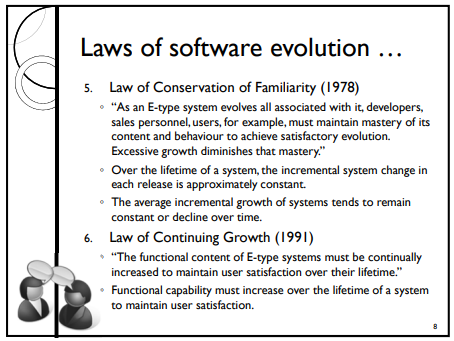 Laws of software evolution …
5. Law of Conservation of Familiarity (1978)
◦ “As an E-type system evolves all associated with it, developers,
sales personnel, users, for example, must maintain mastery of its
content and behaviour to achieve satisfactory evolution.
Excessive growth diminishes that mastery.”
◦ Over the lifetime of a system, the incremental system change in
each release is approximately constant.
◦ The average incremental growth of systems tends to remain
constant or decline over time.
6. Law of Continuing Growth (1991)
◦ “The functional content of E-type systems must be continually
increased to maintain user satisfaction over their lifetime.”
◦ Functional capability must increase over the lifetime of a system
to maintain user satisfaction.
8